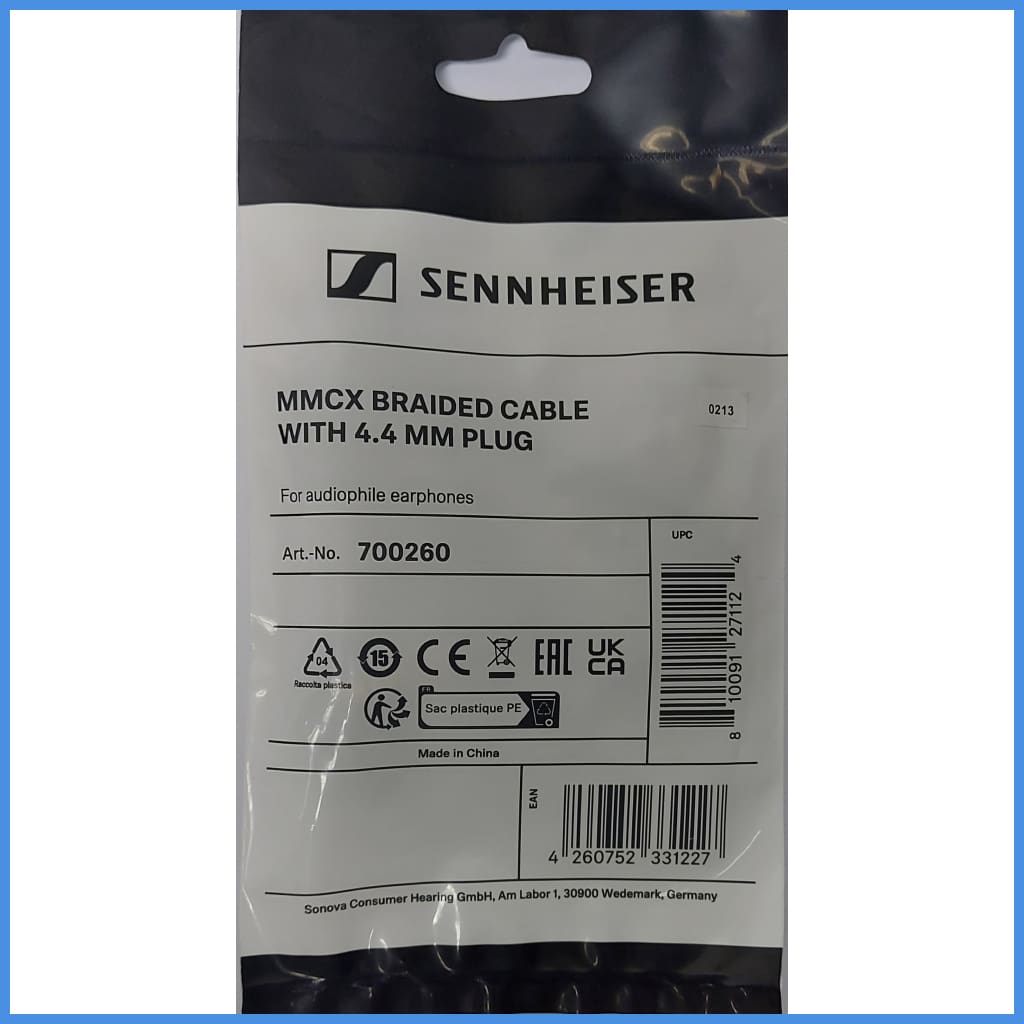 SENNHEISER
MMCX BRAIDED CABLE
WITH 4.4 MM PLUG
0213
For audiophile earphones
Art.-No. 700260
UPC
8 10091 27112 4
04
Raccolta plastica
15
CE
EAC
UK
CA
FR
Sac plastique PE
Made in China
EAN
4 260752 331227
Sonova Consumer Hearing GmbH, Am Labor 1, 30900 Wedemark, Germany